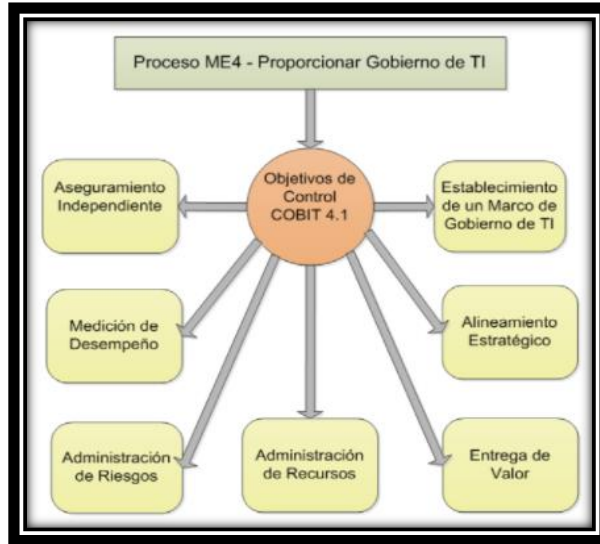 Proceso ME4 - Proporcionar Gobierno de TI
Objetivos de
Control
COBIT 4.1
Aseguramiento
Independiente
Establecimiento
de un Marco de
Gobierno de TI
Medición de
Desempeño
Alineamiento
Estratégico
Administración
de Riesgos
Administración
de Recursos
Entrega de
Valor